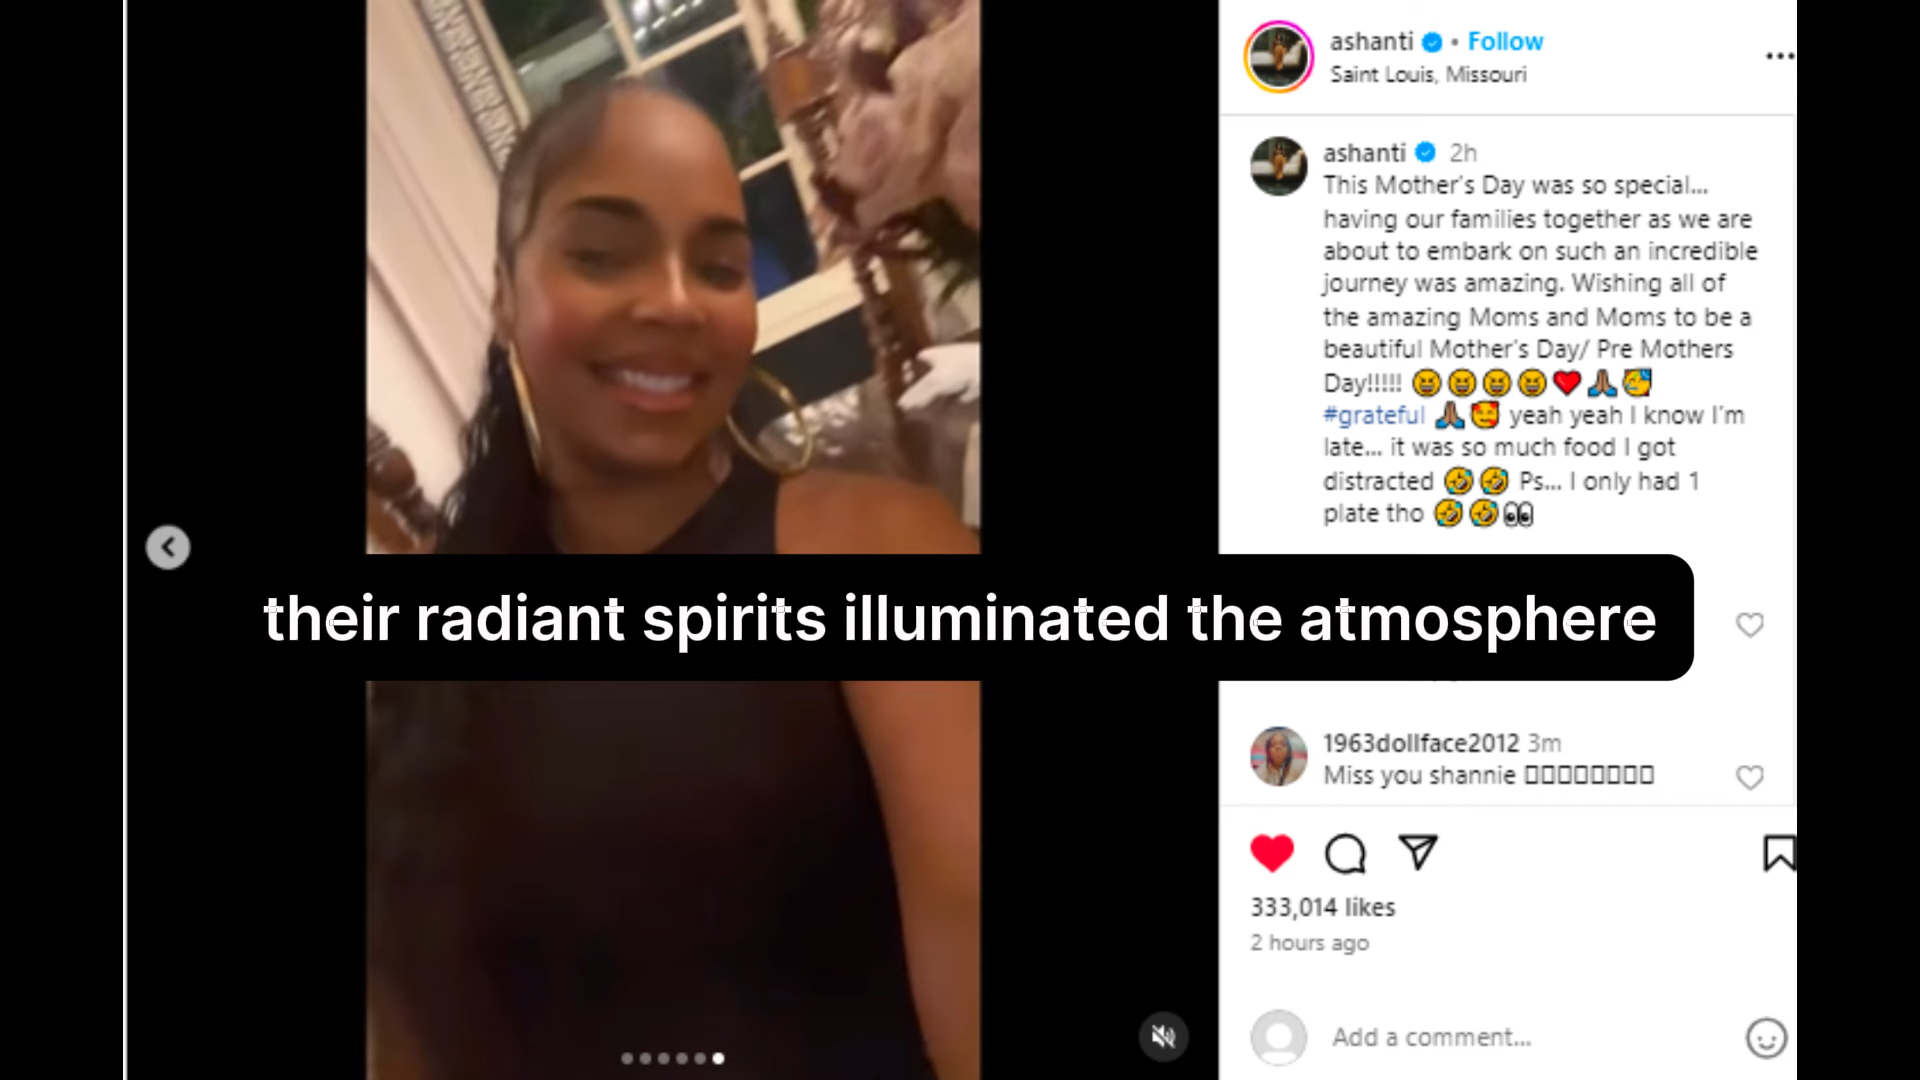 ashanti • Follow
Saint Louis, Missouri
ashanti 2h
This Mother's Day was so special...
having our families together as we are
about to embark on such an incredible
journey was amazing. Wishing all of
the amazing Moms and Moms to be a
beautiful Mother's Day/ Pre Mothers
Day!!!!! 😆😆😆😆❤️🙏🏽🥳
#grateful 🙏🏽🥰 yeah yeah I know I'm
late... it was so much food I got
distracted 🤣🤣 Ps... I only had 1
plate tho 🤣🤣👀
their radiant spirits illuminated the atmosphere
1963dollface2012 3m
Miss you shannie □□□□□□□□□
333,014 likes
2 hours ago
Add a comment...